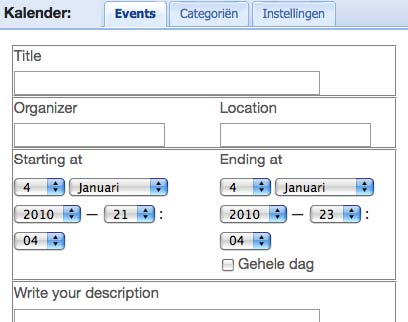 Kalender: Events Categoriën Instellingen
Title
Organizer Location
Starting at Ending at
4 Januari 4 Januari
2010 — 21 : 2010 — 23 :
04 04
Gehele dag
Write your description